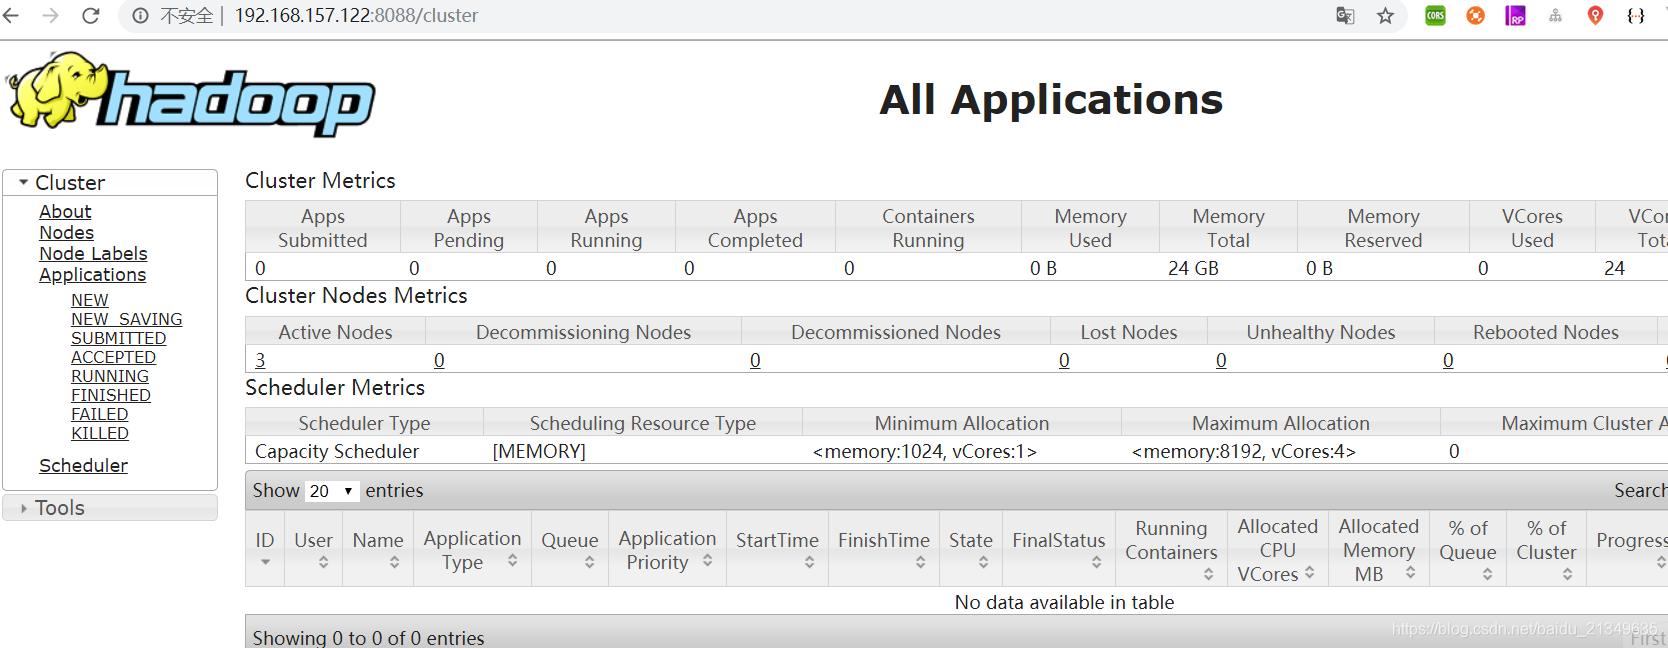 不安全 | 192.168.157.122:8088/cluster
CORS
RP
hadoop
All Applications
Cluster
About
Nodes
Node Labels
Applications
NEW
NEW_SAVING
SUBMITTED
ACCEPTED
RUNNING
FINISHED
FAILED
KILLED
Scheduler
Tools
Cluster Metrics
Apps Submitted
Apps Pending
Apps Running
Apps Completed
Containers Running
Memory Used
Memory Total
Memory Reserved
VCores Used
VCor
Tota
0 0 0 0 0 0 B 24 GB 0 B 0 24
Cluster Nodes Metrics
Active Nodes Decommissioning Nodes Decommissioned Nodes Lost Nodes Unhealthy Nodes Rebooted Nodes
3 0 0 0 0 0
Scheduler Metrics
Scheduler Type Scheduling Resource Type Minimum Allocation Maximum Allocation Maximum Cluster A
Capacity Scheduler [MEMORY] <memory:1024, vCores:1> <memory:8192, vCores:4> 0
Show 20 entries Search
ID
User
Name
Application Type
Queue
Application Priority
StartTime
FinishTime
State
FinalStatus
Running Containers
Allocated CPU VCores
Allocated Memory MB
% of Queue
% of Cluster
Progress
No data available in table
Showing 0 to 0 of 0 entries
First
https://blog.csdn.net/baidu_21349635